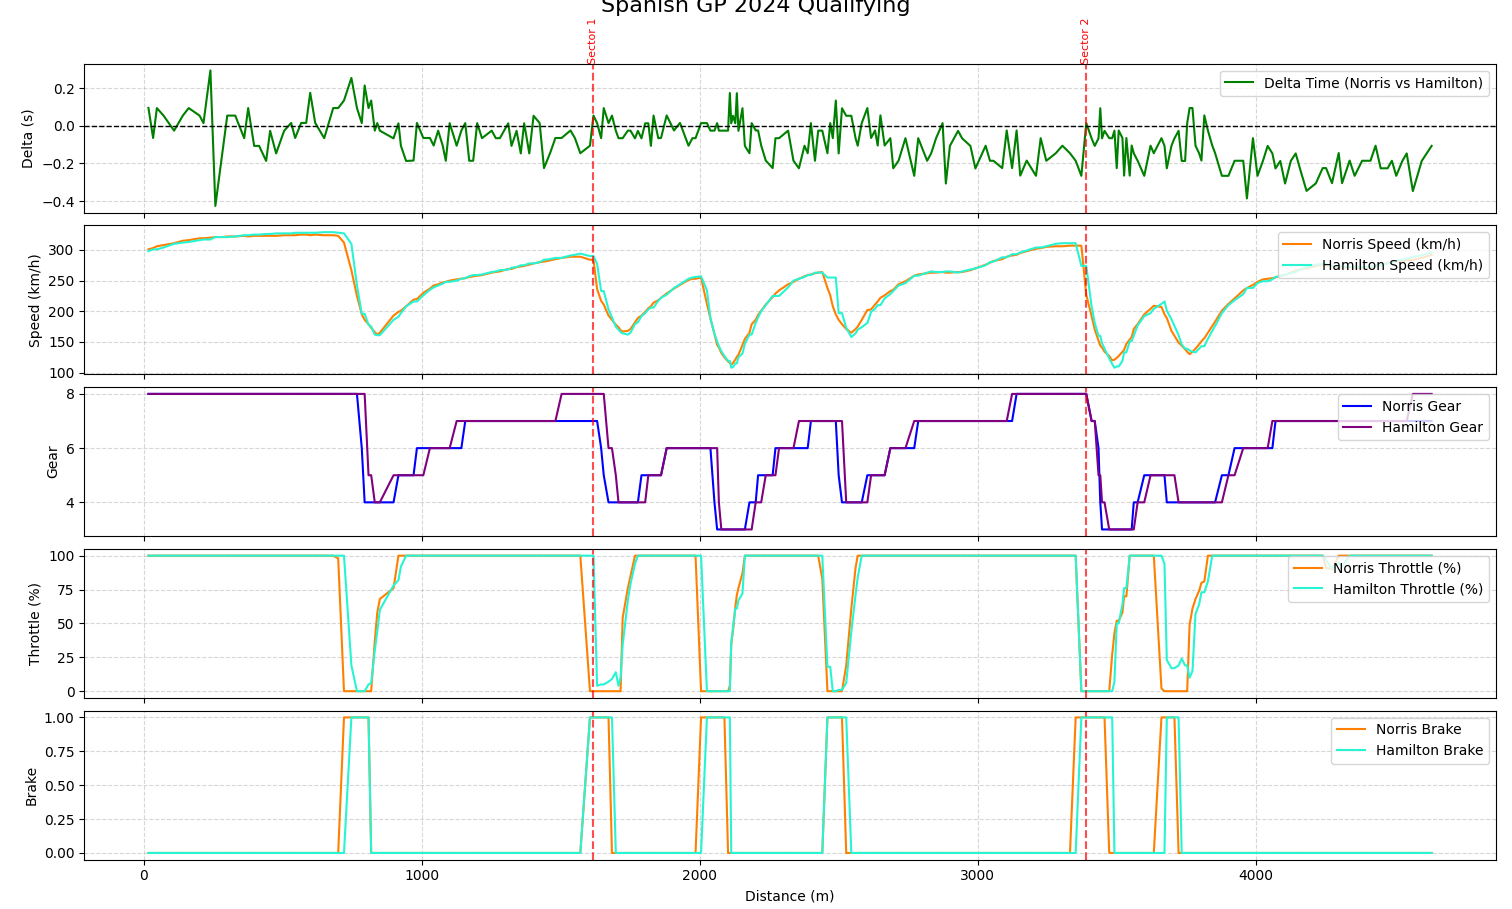 Spanish GP 2024 Qualifying
Sector 1
Sector 2
Delta (s)
0.2
0.0
−0.2
−0.4
Delta Time (Norris vs Hamilton)
Speed (km/h)
300
250
200
150
100
Norris Speed (km/h)
Hamilton Speed (km/h)
Gear
8
6
4
Norris Gear
Hamilton Gear
Throttle (%)
100
75
50
25
0
Norris Throttle (%)
Hamilton Throttle (%)
Brake
1.00
0.75
0.50
0.25
0.00
Norris Brake
Hamilton Brake
0
1000
2000
3000
4000
Distance (m)